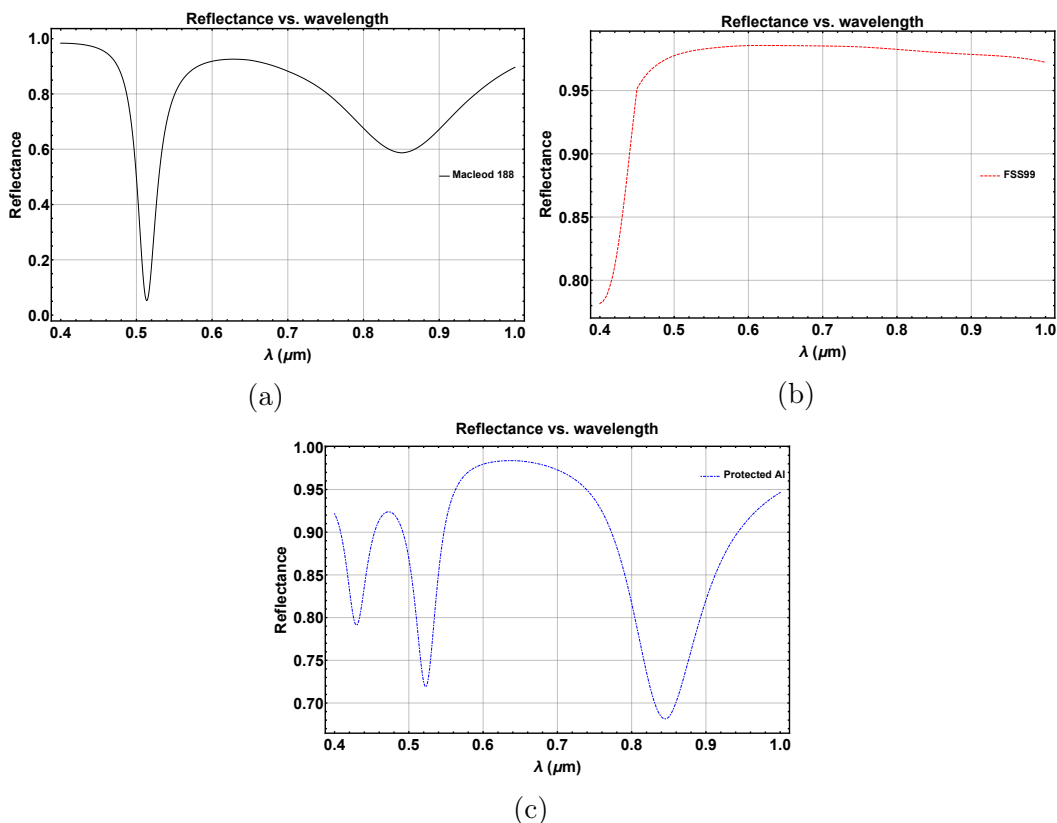 Reflectance vs. wavelength
1.0
0.8
0.6
0.4
0.2
0.0
Reflectance
Macleod 188
0.4 0.5 0.6 0.7 0.8 0.9 1.0
λ (μm)
(a)
Reflectance vs. wavelength
0.95
0.90
0.85
0.80
Reflectance
FSS99
0.4 0.5 0.6 0.7 0.8 0.9 1.0
λ (μm)
(b)
Reflectance vs. wavelength
1.00
0.95
0.90
0.85
0.80
0.75
0.70
Reflectance
Protected Al
0.4 0.5 0.6 0.7 0.8 0.9 1.0
λ (μm)
(c)